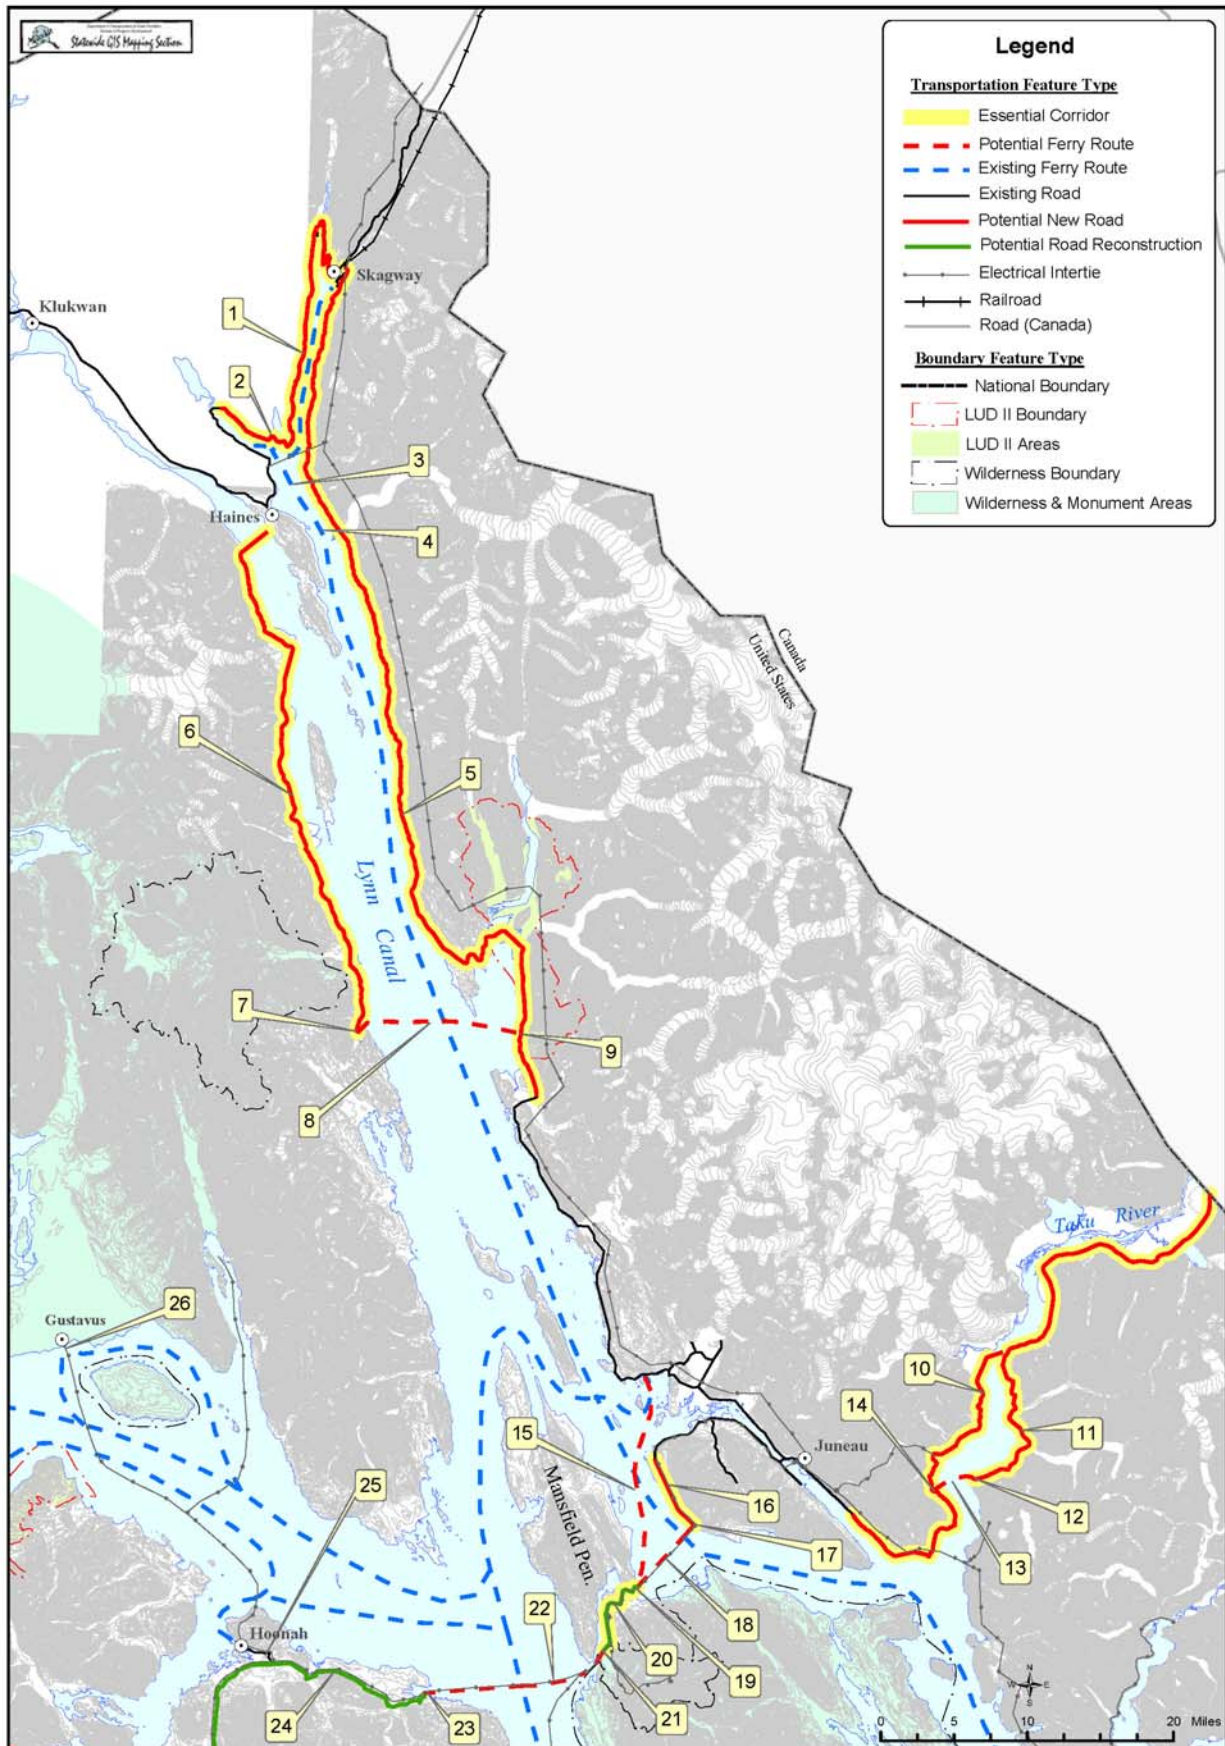 Statewide GIS Mapping Section
Legend
Transportation Feature Type
Essential Corridor
Potential Ferry Route
Existing Ferry Route
Existing Road
Potential New Road
Potential Road Reconstruction
Electrical Intertie
Railroad
Road (Canada)
Boundary Feature Type
National Boundary
LUD II Boundary
LUD II Areas
Wilderness Boundary
Wilderness & Monument Areas
Skagway
Klukwan
1
2
3
Haines
4
Canada
United States
6
5
Lynn Canal
7
9
8
Taku River
26
Gustavus
10
14
11
15
Juneau
Mansfield Pen.
25
16
12
17
13
22
18
Hoonah
20
19
21
24
23
N
W E
S
0 5 10 20 Miles